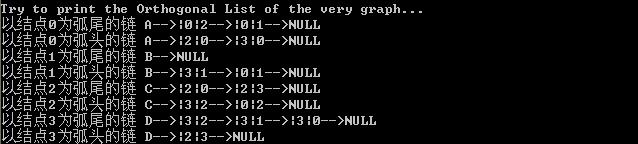 Try to print the Orthogonal List of the very graph...
以结点0为弧尾的链 A-->|0|2-->|0|1-->NULL
以结点0为弧头的链 A-->|2|0-->|3|0-->NULL
以结点1为弧尾的链 B-->NULL
以结点1为弧头的链 B-->|3|1-->|0|1-->NULL
以结点2为弧尾的链 C-->|2|0-->|2|3-->NULL
以结点2为弧头的链 C-->|3|2-->|0|2-->NULL
以结点3为弧尾的链 D-->|3|2-->|3|1-->|3|0-->NULL
以结点3为弧头的链 D-->|2|3-->NULL